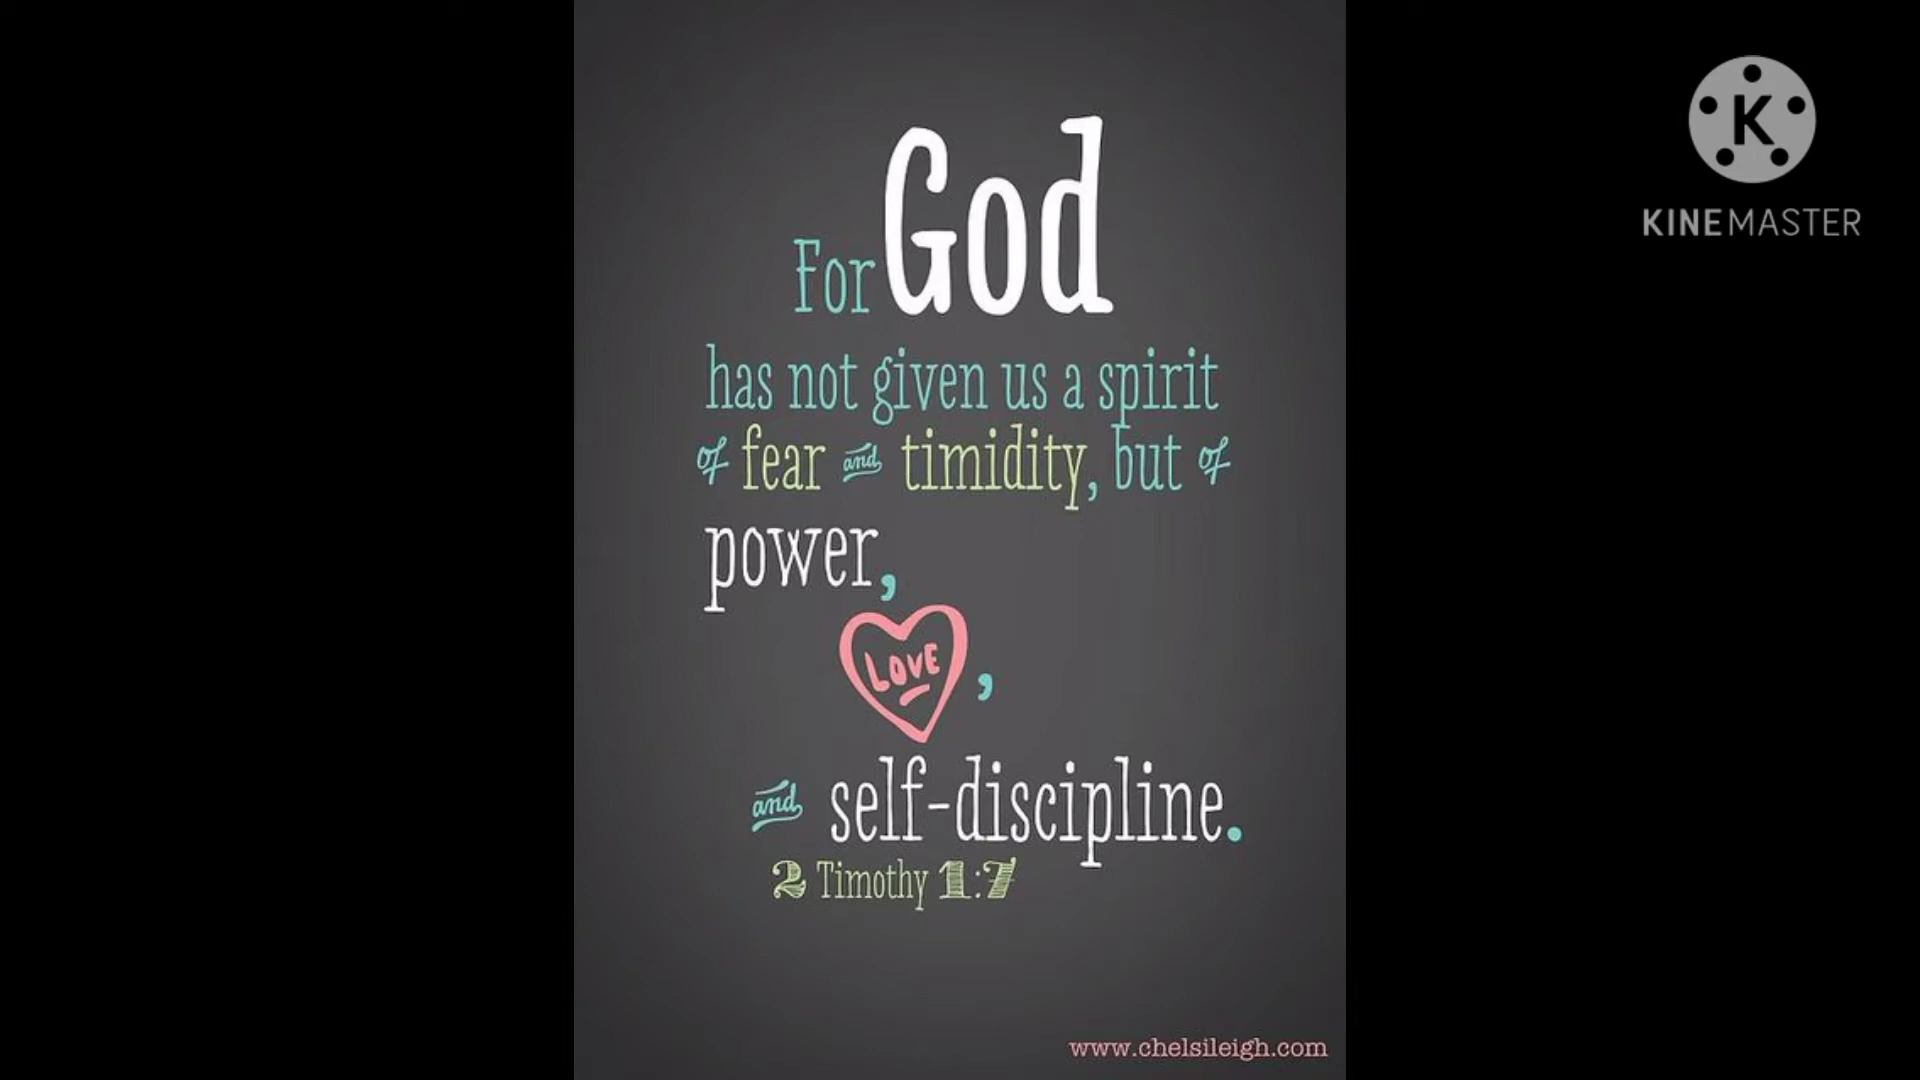 For God
has not given us a spirit
of fear and timidity, but of
power,
LOVE,
and self-discipline.
2 Timothy 1:7
www.chelsileigh.com
K
KINEMASTER